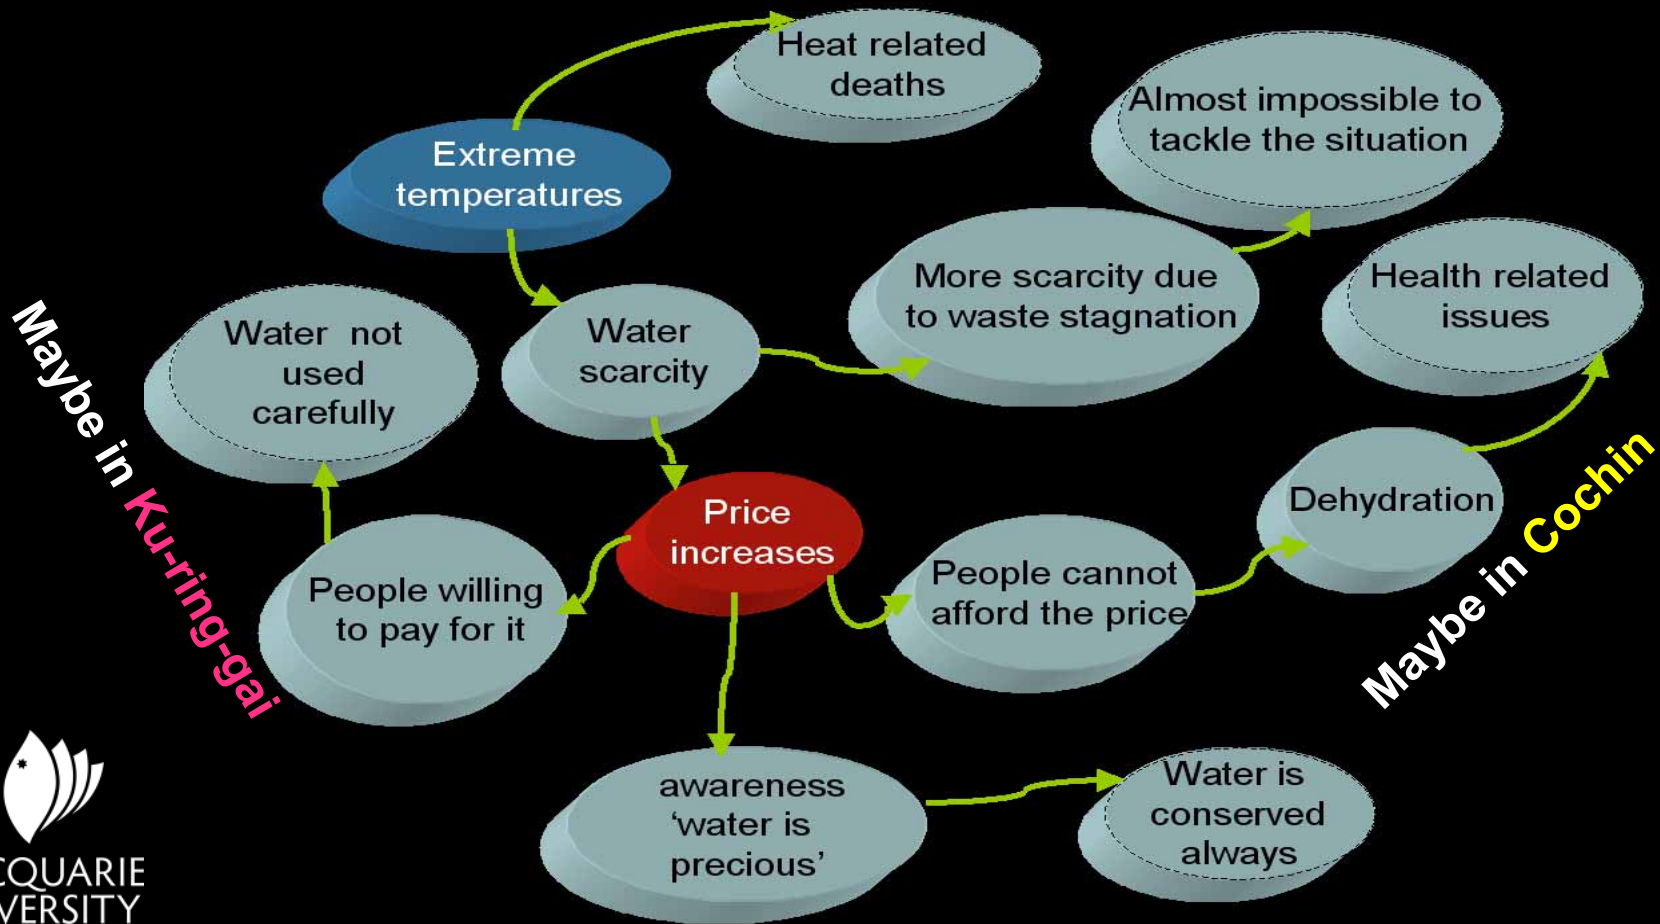 Heat related
deaths
Almost impossible to
tackle the situation
Extreme
temperatures
More scarcity due
to waste stagnation
Health related
issues
Water not
used
carefully
Water
scarcity
Maybe in Ku-ring-gai
Price
increases
Dehydration
Maybe in Cochin
People willing
to pay for it
People cannot
afford the price
awareness
‘water is
precious’
Water is
conserved
always
CQUARIE
VERSITY